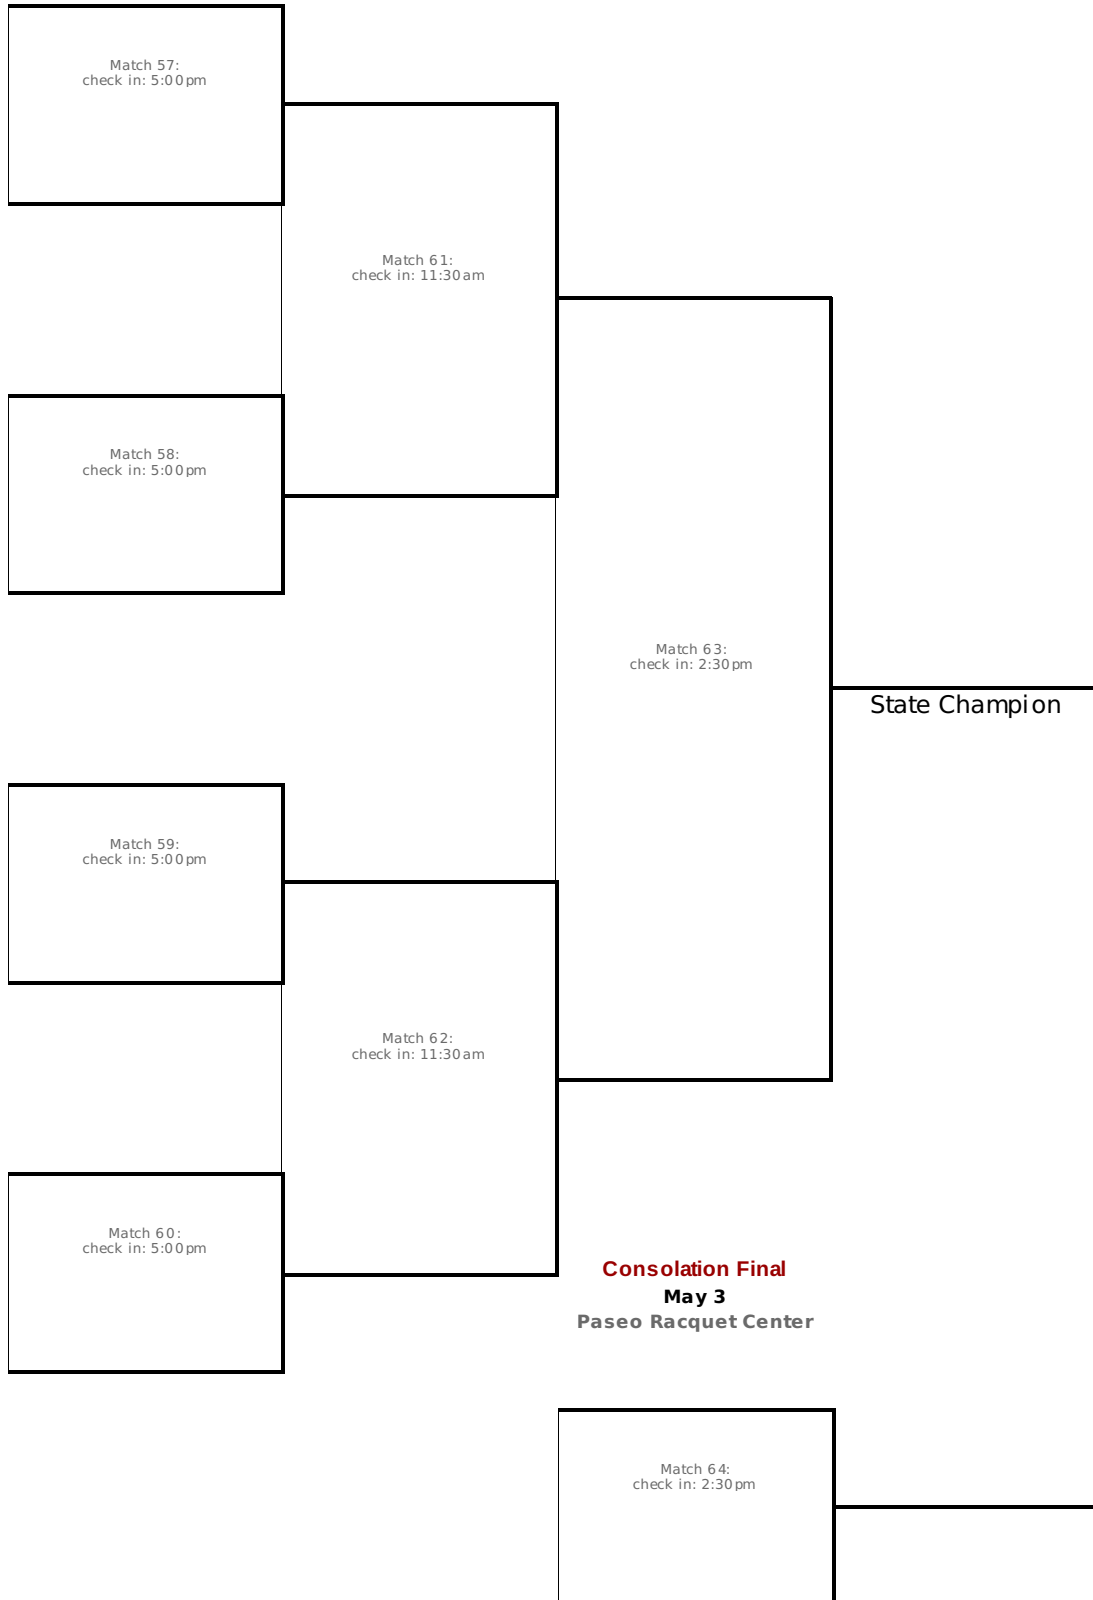 Match 57:
check in: 5:00pm
Match 61:
check in: 11:30am
Match 58:
check in: 5:00pm
Match 63:
check in: 2:30pm
State Champion
Match 59:
check in: 5:00pm
Match 62:
check in: 11:30am
Match 60:
check in: 5:00pm
Consolation Final
May 3
Paseo Racquet Center
Match 64:
check in: 2:30pm